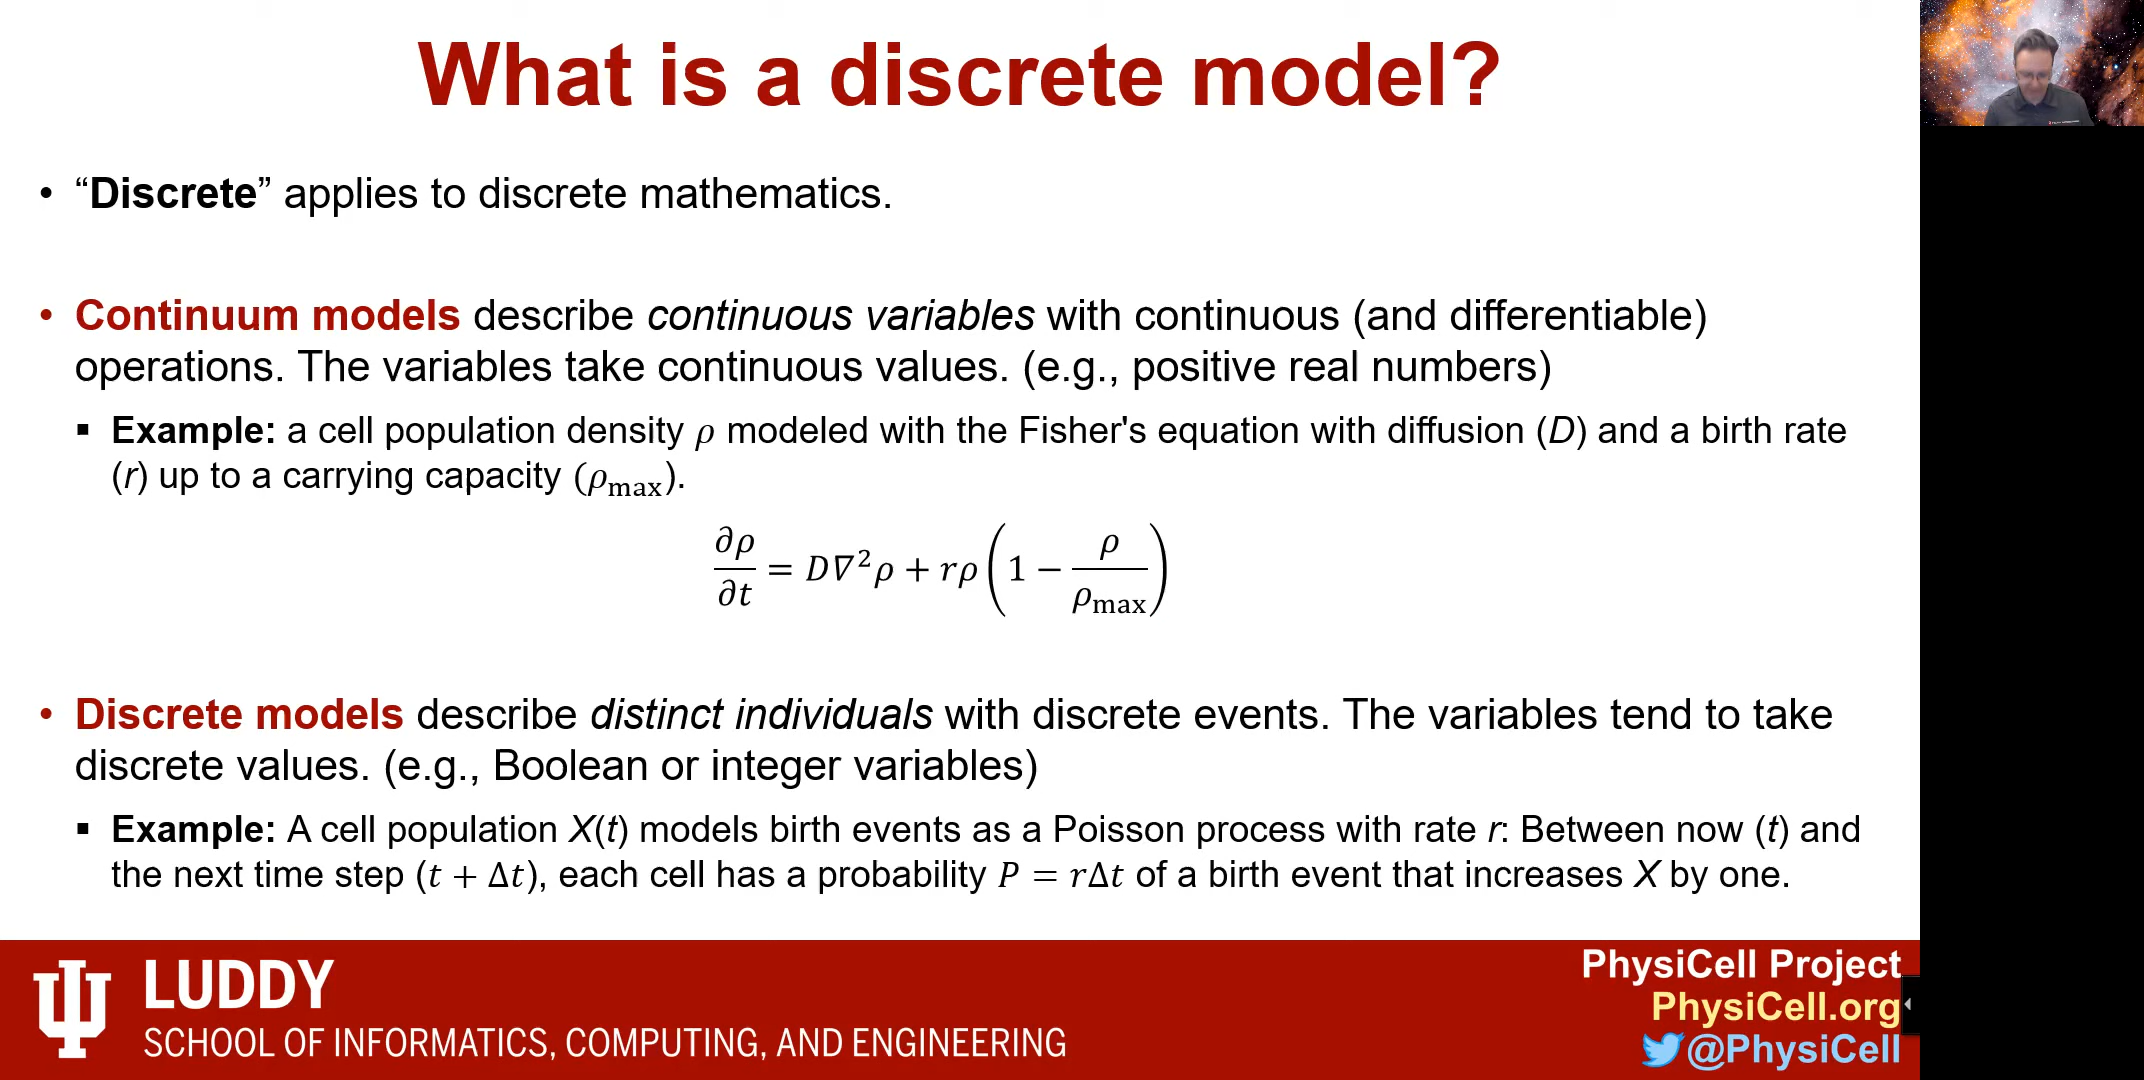 What is a discrete model?
• “Discrete” applies to discrete mathematics.
• Continuum models describe continuous variables with continuous (and differentiable)
operations. The variables take continuous values. (e.g., positive real numbers)
▪ Example: a cell population density ρ modeled with the Fisher's equation with diffusion (D) and a birth rate
(r) up to a carrying capacity (ρmax).
∂ρ/∂t = D∇²ρ + rρ(1 − ρ/ρmax)
• Discrete models describe distinct individuals with discrete events. The variables tend to take
discrete values. (e.g., Boolean or integer variables)
▪ Example: A cell population X(t) models birth events as a Poisson process with rate r: Between now (t) and
the next time step (t + Δt), each cell has a probability P = rΔt of a birth event that increases X by one.
LUDDY
SCHOOL OF INFORMATICS, COMPUTING, AND ENGINEERING
PhysiCell Project
PhysiCell.org
@PhysiCell